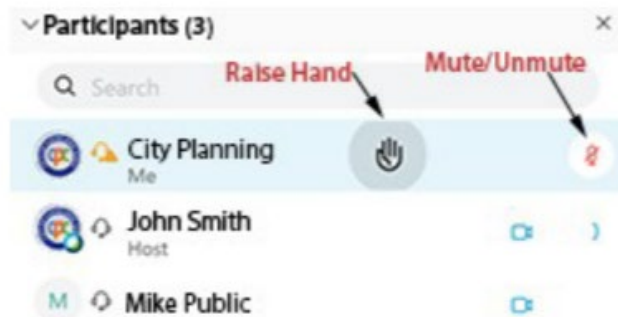 Participants (3)
×
Search
Raise Hand
Mute/Unmute
City Planning
Me
John Smith
Host
M
Mike Public